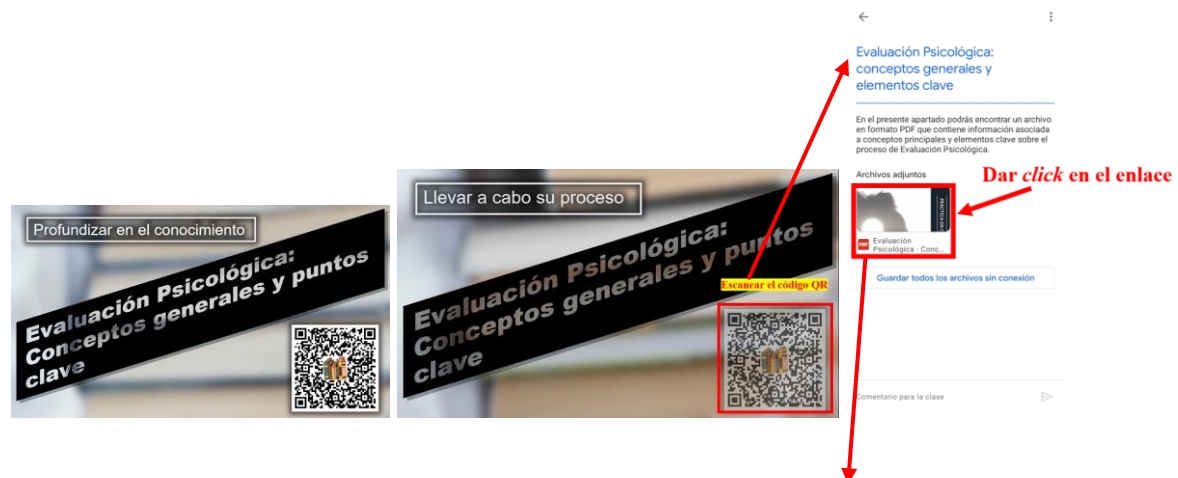 Profundizar en el conocimiento
Evaluación Psicológica:
Conceptos generales y puntos
clave
Llevar a cabo su proceso
Evaluación Psicológica:
Conceptos generales y puntos
clave
Escanear el código QR
Evaluación Psicológica:
conceptos generales y
elementos clave
En el presente apartado podrás encontrar un archivo
en formato PDF que contiene información asociada
a conceptos principales y elementos clave sobre el
proceso de Evaluación Psicológica.
Archivos adjuntos
Dar click en el enlace
PDF
Evaluación
Psicológica - Conc...
Guardar todos los archivos sin conexión
Comentario para la clase